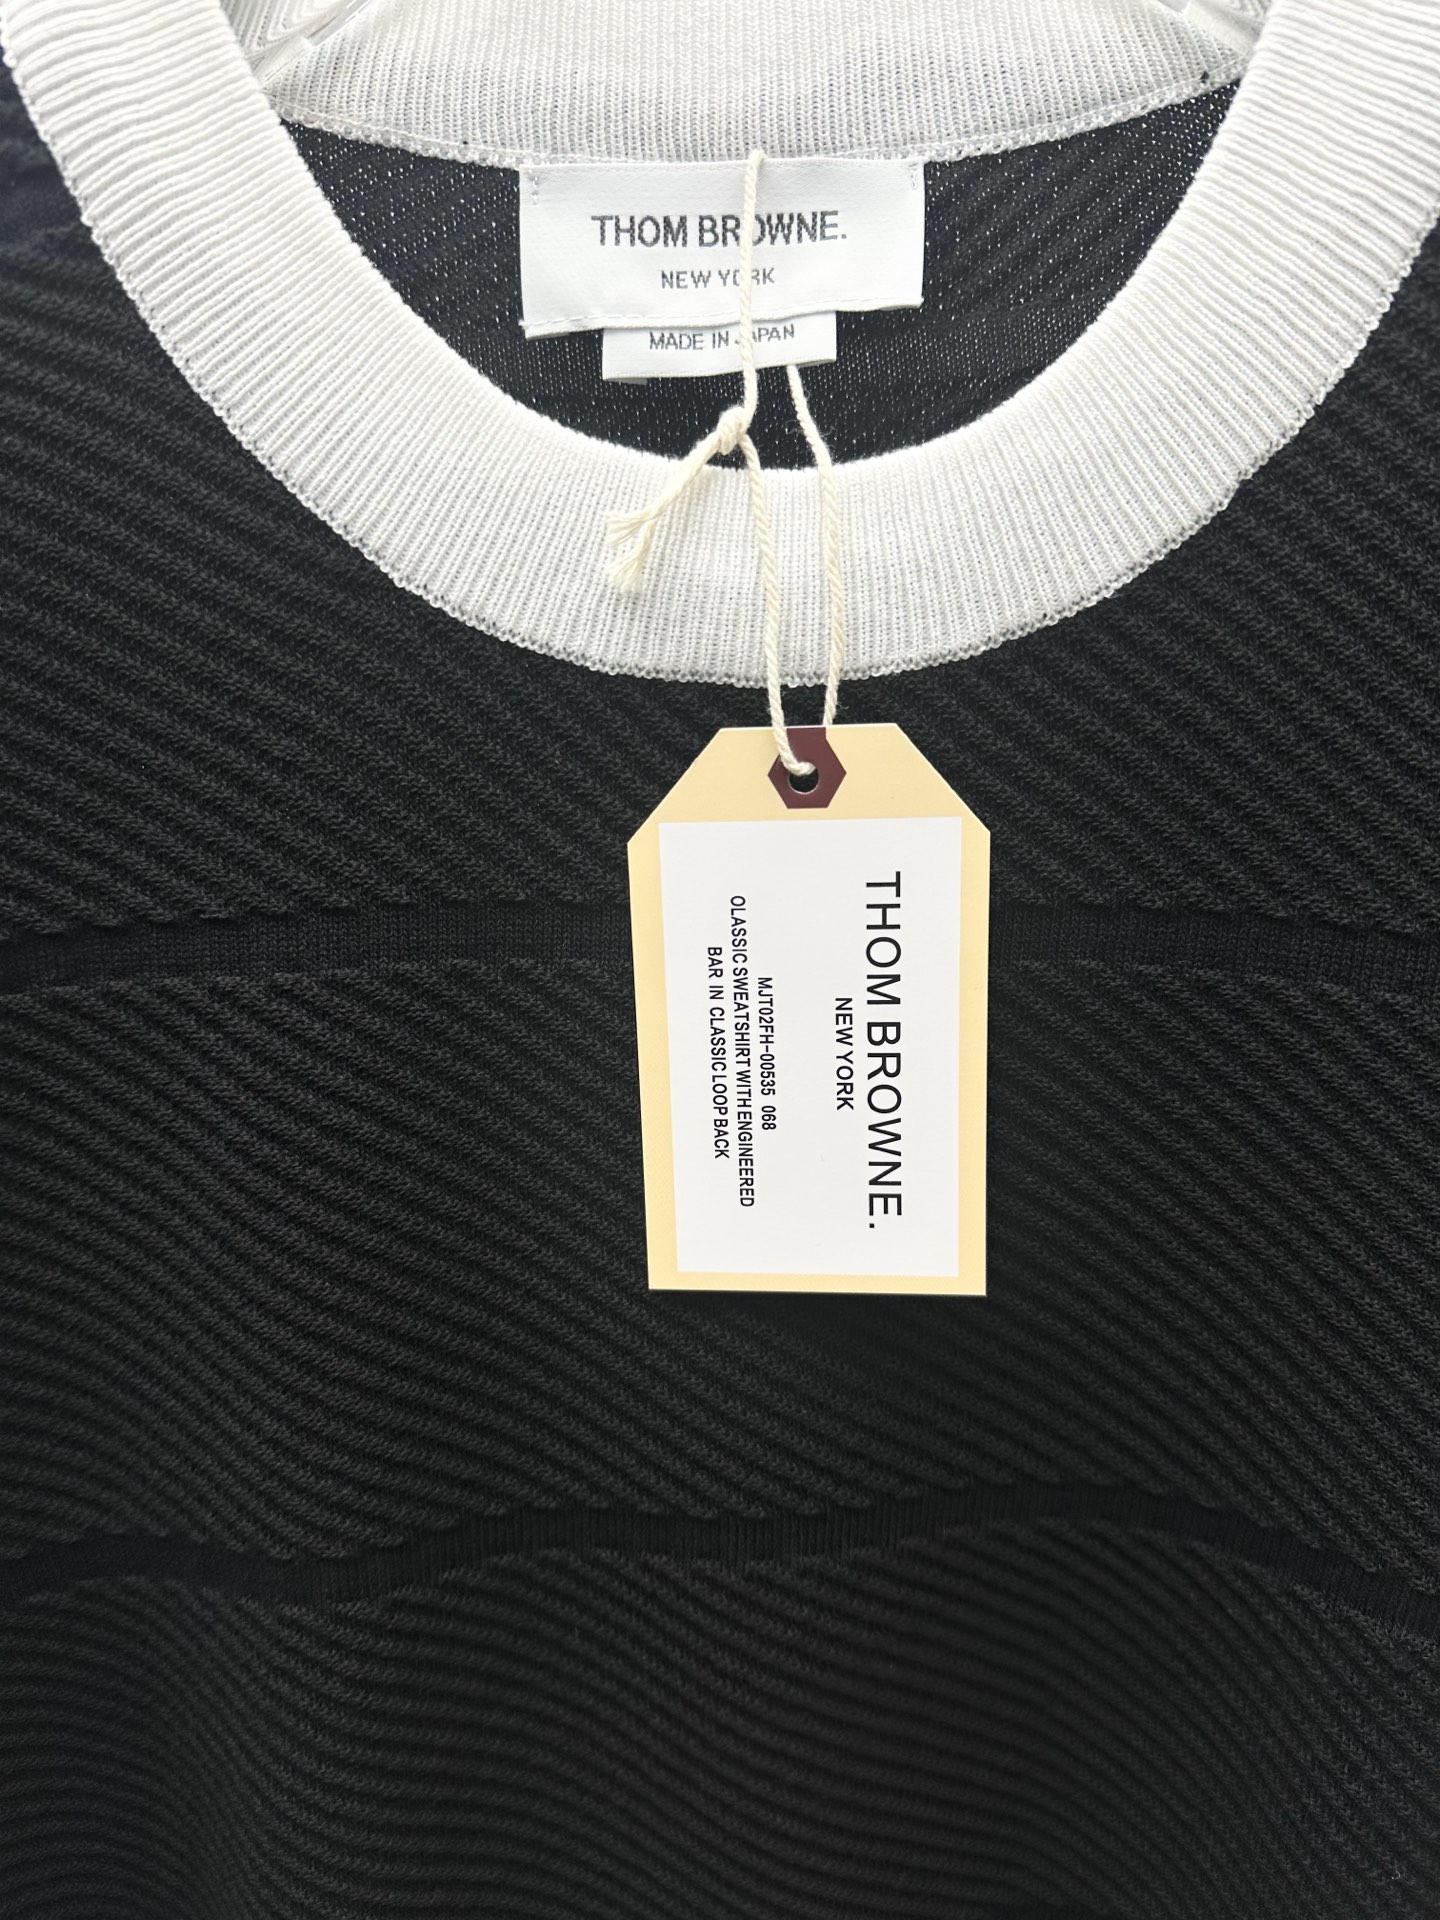 THOM BROWNE.
NEW YORK
MADE IN JAPAN
THOM BROWNE.
NEW YORK
MJT02FH-00535 068
OLASSIC SWEATSHIRT WITH ENGINEERED
BAR IN CLASSIC LOOP BACK